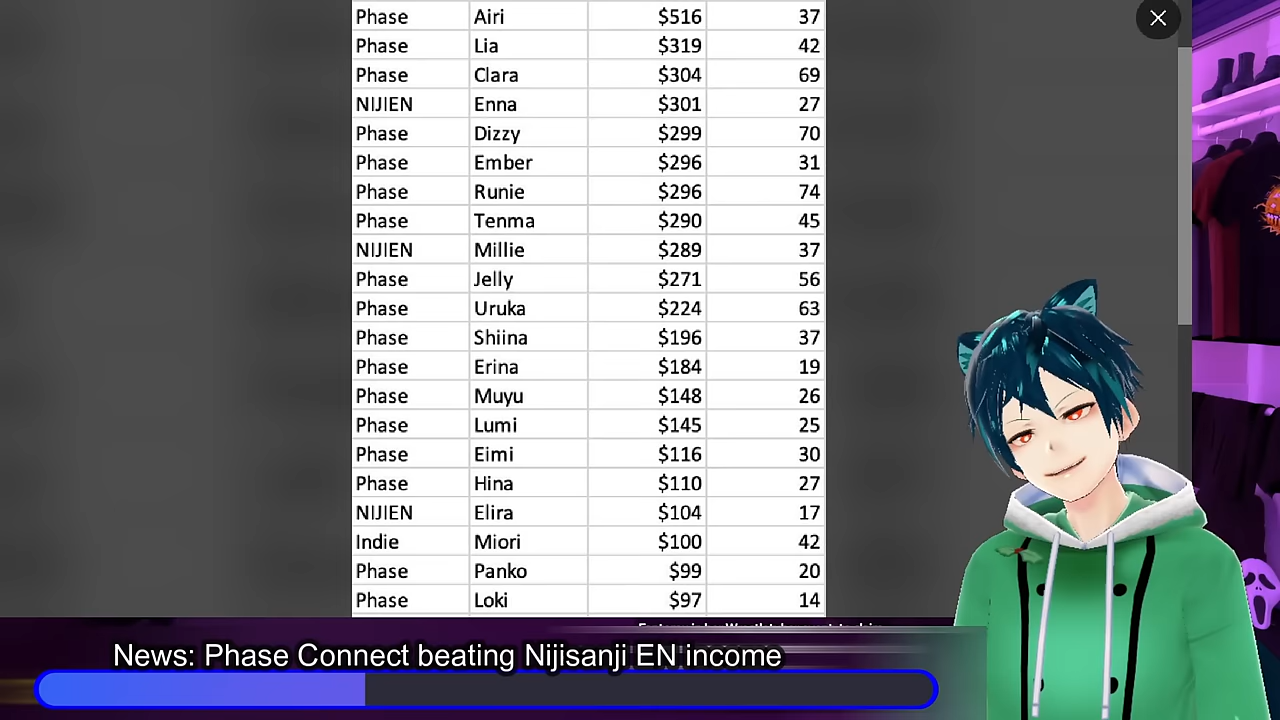 Phase Airi $516 37
Phase Lia $319 42
Phase Clara $304 69
NIJIEN Enna $301 27
Phase Dizzy $299 70
Phase Ember $296 31
Phase Runie $296 74
Phase Tenma $290 45
NIJIEN Millie $289 37
Phase Jelly $271 56
Phase Uruka $224 63
Phase Shiina $196 37
Phase Erina $184 19
Phase Muyu $148 26
Phase Lumi $145 25
Phase Eimi $116 30
Phase Hina $110 27
NIJIEN Elira $104 17
Indie Miori $100 42
Phase Panko $99 20
Phase Loki $97 14
News: Phase Connect beating Nijisanji EN income